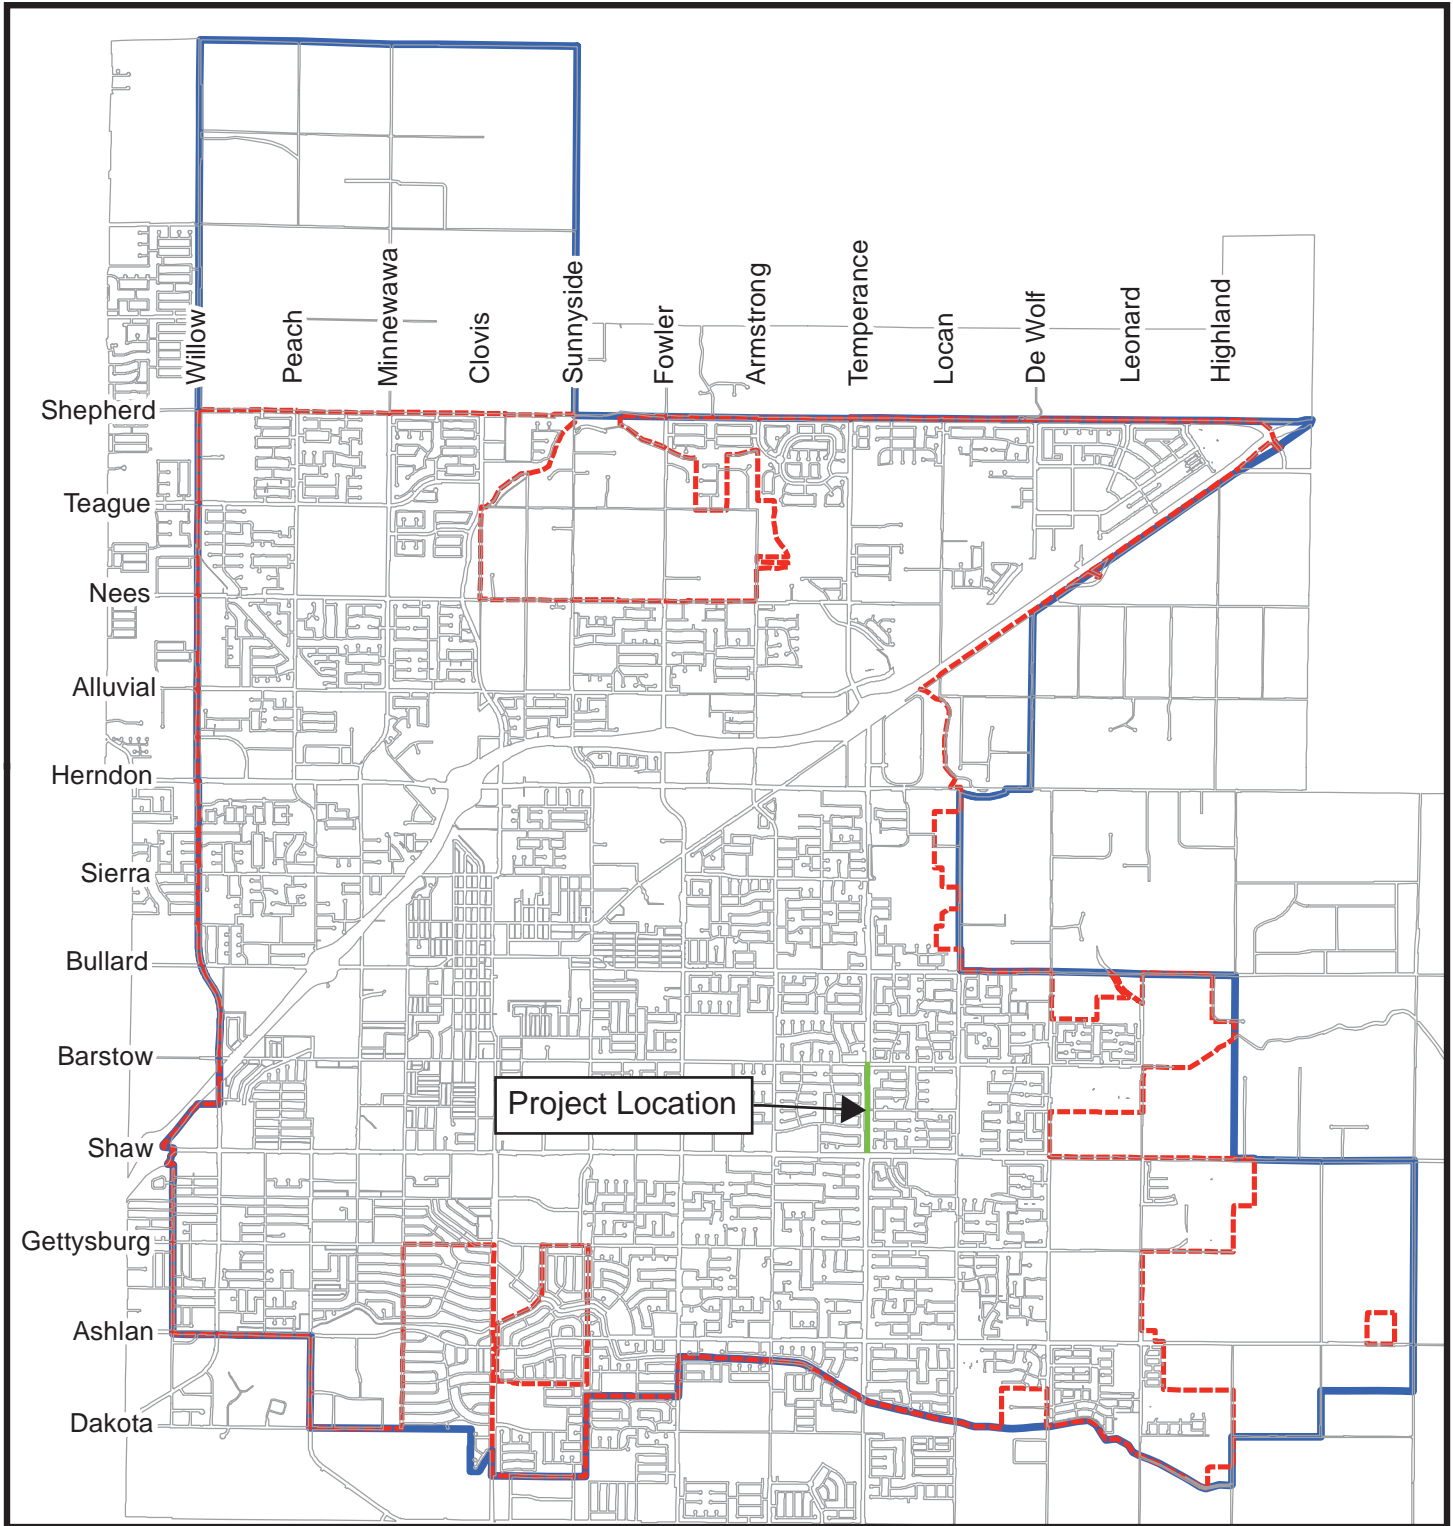 Willow
Peach
Minnewawa
Clovis
Sunnyside
Fowler
Armstrong
Temperance
Locan
De Wolf
Leonard
Highland
Shepherd
Teague
Nees
Alluvial
Herndon
Sierra
Bullard
Barstow
Project Location
Shaw
Gettysburg
Ashlan
Dakota